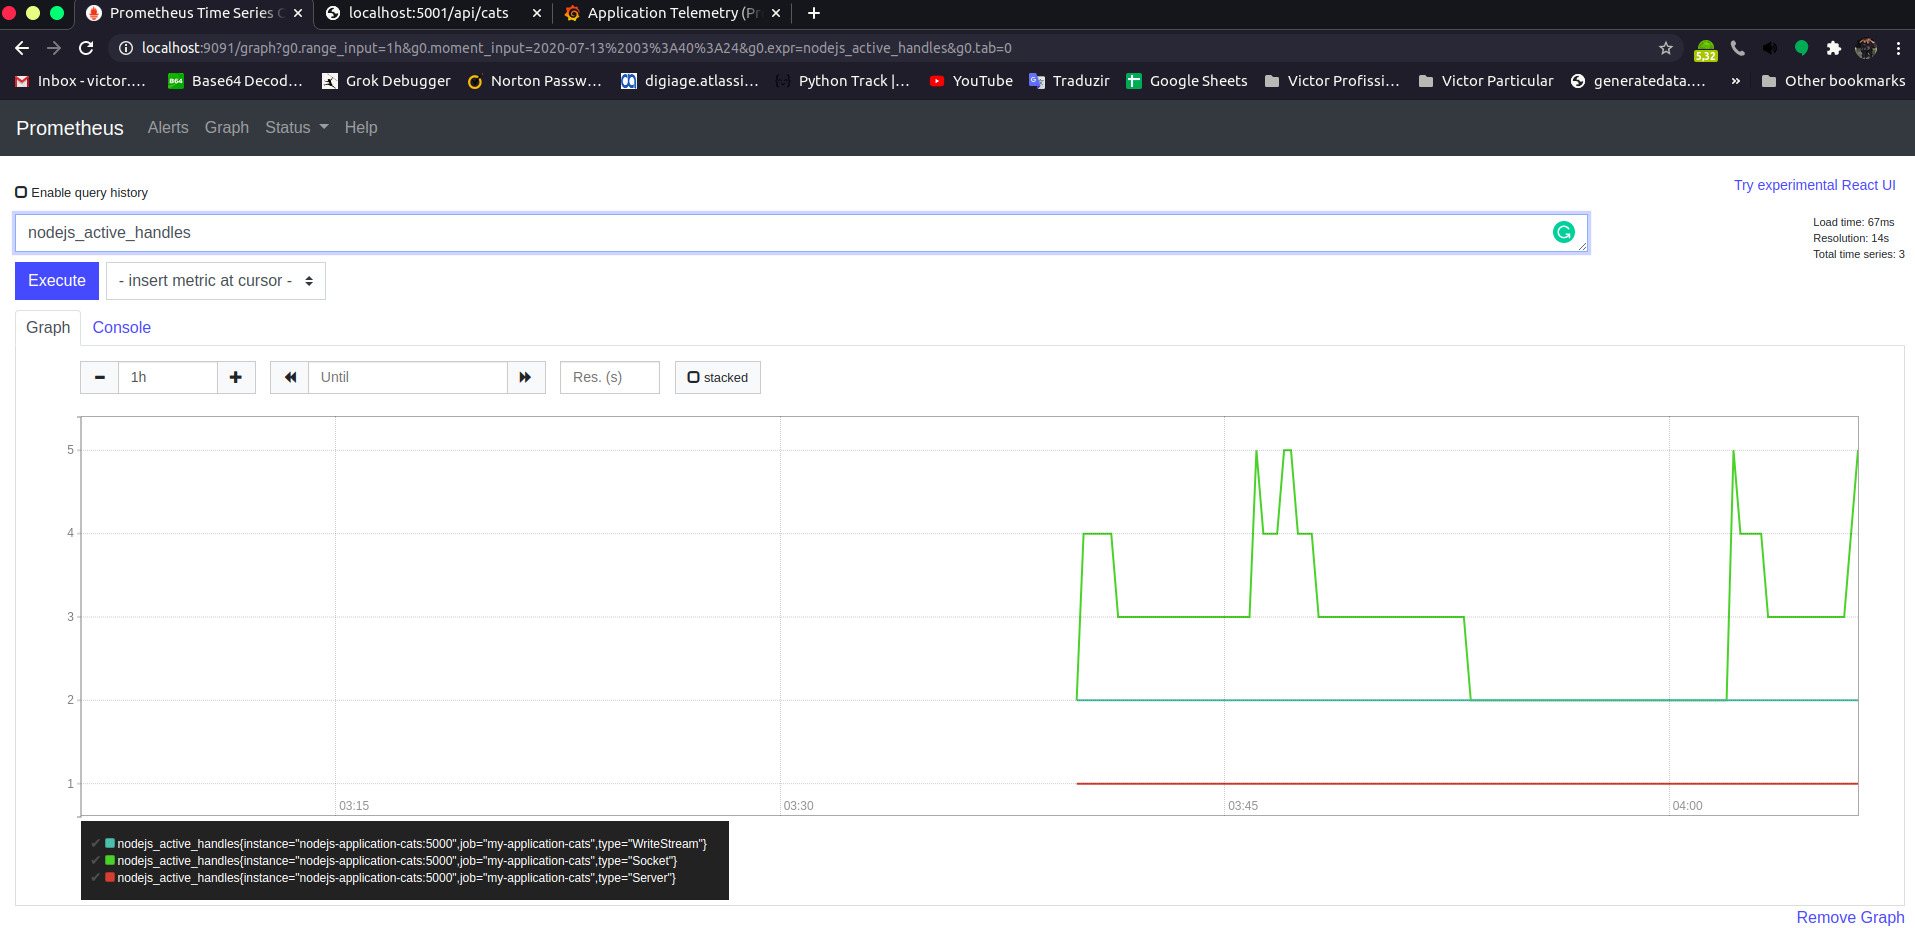 Prometheus Time Series C
localhost:5001/api/cats
Application Telemetry (Pr
localhost:9091/graph?g0.range_input=1h&g0.moment_input=2020-07-13%2003%3A40%3A24&g0.expr=nodejs_active_handles&g0.tab=0
5,32
Inbox - victor.... B64 Base64 Decod... Grok Debugger Norton Passw... digiage.atlassi... Python Track |... YouTube Traduzir Google Sheets Victor Profissi... Victor Particular generatedata.... » Other bookmarks
Prometheus Alerts Graph Status Help
Enable query history
Try experimental React UI
nodejs_active_handles
Load time: 67ms
Resolution: 14s
Total time series: 3
Execute - insert metric at cursor -
Graph Console
1h Until Res. (s) stacked
5
4
3
2
1
03:15 03:30 03:45 04:00
nodejs_active_handles{instance="nodejs-application-cats:5000",job="my-application-cats",type="WriteStream"}
nodejs_active_handles{instance="nodejs-application-cats:5000",job="my-application-cats",type="Socket"}
nodejs_active_handles{instance="nodejs-application-cats:5000",job="my-application-cats",type="Server"}
Remove Graph